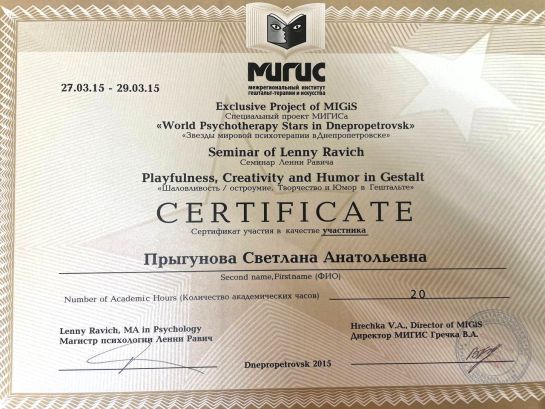 МИГИС
межрегиональный институт
гештальт-терапии и искусства
27.03.15 - 29.03.15
Exclusive Project of MIGiS
Специальный проект МИГИСа
«World Psychotherapy Stars in Dnepropetrovsk»
«Звезды мировой психотерапии вДнепропетровске»
Seminar of Lenny Ravich
Семинар Ленни Равича
Playfulness, Creativity and Humor in Gestalt
«Шаловливость / остроумие, Творчество и Юмор в Гештальте»
CERTIFICATE
Сертификат участия в качестве участника
Прыгунова Светлана Анатольевна
Second name,Firstname (ФИО)
Number of Academic Hours (Количество академических часов) 20
Lenny Ravich, MA in Psychology
Магистр психологии Ленни Равич
Hrechka V.A., Director of MIGiS
Директор МИГИС Гречка В.А.
Dnepropetrovsk 2015